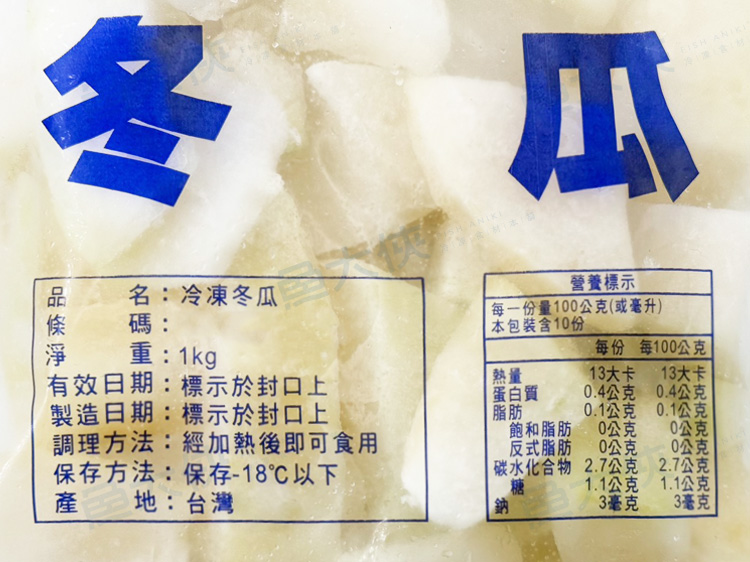 冬瓜
品名：冷凍冬瓜
條碼：
淨重：1kg
有效日期：標示於封口上
製造日期：標示於封口上
調理方法：經加熱後即可食用
保存方法：保存-18℃以下
產地：台灣
營養標示
每一份量100公克(或毫升)
本包裝含10份
每份 每100公克
熱量 13大卡 13大卡
蛋白質 0.4公克 0.4公克
脂肪 0.1公克 0.1公克
飽和脂肪 0公克 0公克
反式脂肪 0公克 0公克
碳水化合物 2.7公克 2.7公克
糖 1.1公克 1.1公克
鈉 3毫克 3毫克
魚大俠